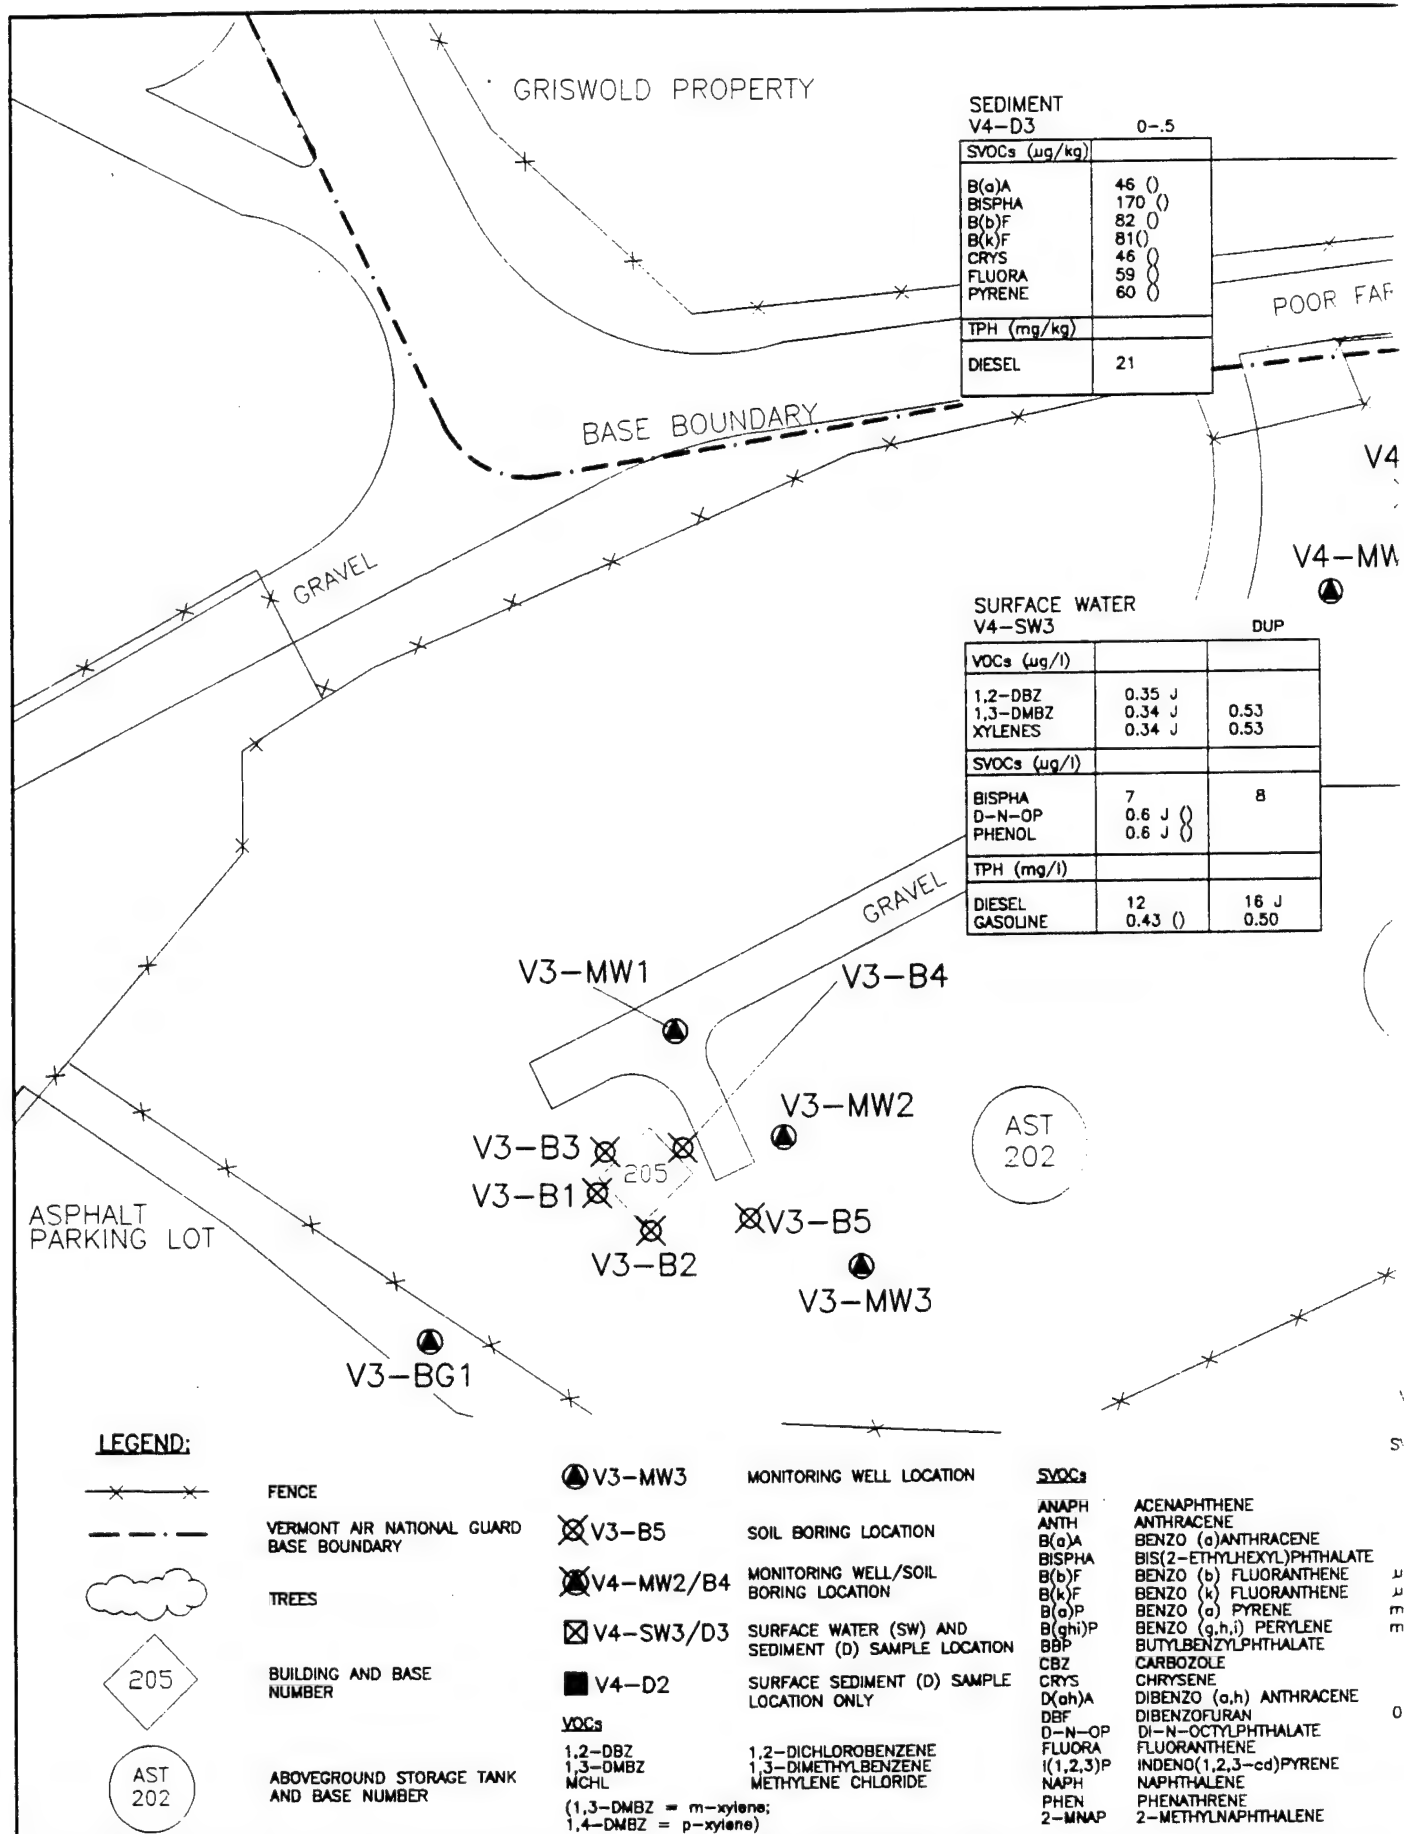 GRISWOLD PROPERTY
SEDIMENT
V4-D3 0-.5
SVOCs (µg/kg)
B(a)A 46 ()
BISPHA 170 ()
B(b)F 82 ()
B(k)F 81()
CRYS 46 ()
FLUORA 59 ()
PYRENE 60 ()
TPH (mg/kg)
DIESEL 21
POOR FAR
BASE BOUNDARY
V4
GRAVEL
V4-MW
SURFACE WATER
V4-SW3 DUP
VOCs (µg/l)
1,2-DBZ 0.35 J
1,3-DMBZ 0.34 J 0.53
XYLENES 0.34 J 0.53
SVOCs (µg/l)
BISPHA 7 8
D-N-OP 0.6 J ()
PHENOL 0.6 J ()
TPH (mg/l)
DIESEL 12 16 J
GASOLINE 0.43 () 0.50
GRAVEL
V3-MW1
V3-B4
V3-MW2
AST
202
V3-B3
205
V3-B1
ASPHALT
PARKING LOT
V3-B5
V3-B2
V3-MW3
V3-BG1
LEGEND:
FENCE
VERMONT AIR NATIONAL GUARD
BASE BOUNDARY
TREES
205
BUILDING AND BASE
NUMBER
AST
202
ABOVEGROUND STORAGE TANK
AND BASE NUMBER
V3-MW3 MONITORING WELL LOCATION
V3-B5 SOIL BORING LOCATION
V4-MW2/B4 MONITORING WELL/SOIL
BORING LOCATION
V4-SW3/D3 SURFACE WATER (SW) AND
SEDIMENT (D) SAMPLE LOCATION
V4-D2 SURFACE SEDIMENT (D) SAMPLE
LOCATION ONLY
VOCs
1,2-DBZ 1,2-DICHLOROBENZENE
1,3-DMBZ 1,3-DIMETHYLBENZENE
MCHL METHYLENE CHLORIDE
(1,3-DMBZ = m-xylene;
1,4-DMBZ = p-xylene)
SVOCs
ANAPH ACENAPHTHENE
ANTH ANTHRACENE
B(a)A BENZO (a)ANTHRACENE
BISPHA BIS(2-ETHYLHEXYL)PHTHALATE
B(b)F BENZO (b) FLUORANTHENE
B(k)F BENZO (k) FLUORANTHENE
B(a)P BENZO (a) PYRENE
B(ghi)P BENZO (g,h,i) PERYLENE
BBP BUTYLBENZYLPHTHALATE
CBZ CARBOZOLE
CRYS CHRYSENE
D(ah)A DIBENZO (a,h) ANTHRACENE
DBF DIBENZOFURAN
D-N-OP DI-N-OCTYLPHTHALATE
FLUORA FLUORANTHENE
I(1,2,3)P INDENO(1,2,3-cd)PYRENE
NAPH NAPHTHALENE
PHEN PHENATHRENE
2-MNAP 2-METHYLNAPHTHALENE